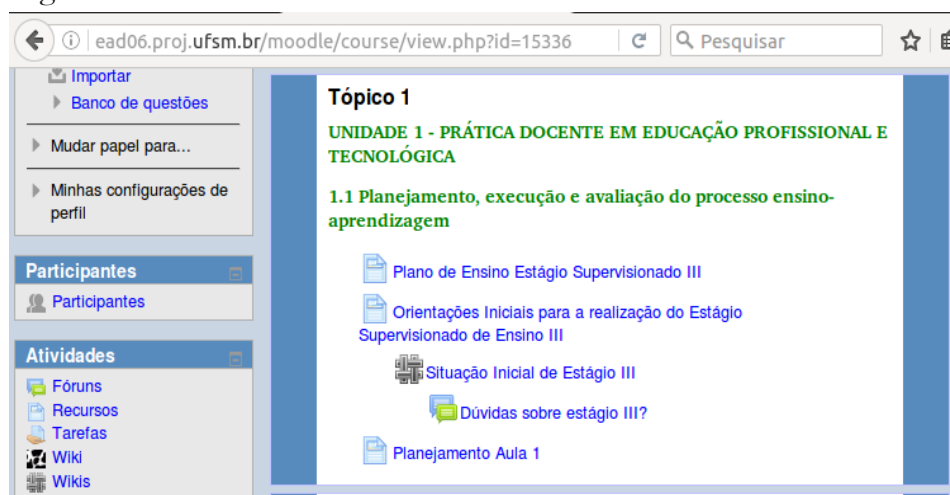 ead06.proj.ufsm.br/moodle/course/view.php?id=15336
Pesquisar
Importar
Banco de questões
Mudar papel para...
Minhas configurações de
perfil
Participantes
Participantes
Atividades
Fóruns
Recursos
Tarefas
Wiki
Wikis
Tópico 1
UNIDADE 1 - PRÁTICA DOCENTE EM EDUCAÇÃO PROFISSIONAL E
TECNOLÓGICA
1.1 Planejamento, execução e avaliação do processo ensino-
aprendizagem
Plano de Ensino Estágio Supervisionado III
Orientações Iniciais para a realização do Estágio
Supervisionado de Ensino III
Situação Inicial de Estágio III
Dúvidas sobre estágio III?
Planejamento Aula 1